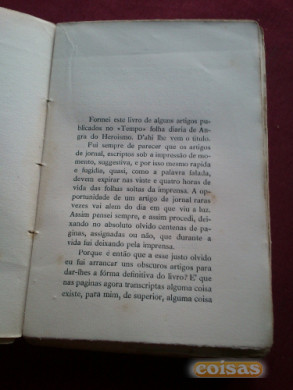 Formei este livro de alguns artigos pu-
blicados no «Tempo» folha diaria de An-
gra do Heroismo. D'ahi lhe vem o titulo.
Fui sempre de parecer que os artigos
de jornal, escriptos sob a impressão de mo-
mento, suggestiva, e por isso mesmo rapida
e fugidia, quasi, como a palavra falada,
devem expirar nas vinte e quatro horas de
vida das folhas soltas da imprensa. A op-
portunidade de um artigo de jornal raras
vezes vai alem do dia em que viu a luz.
Assim pensei sempre, e assim procedi, dei-
xando no absoluto olvido centenas de pa-
ginas, assignadas ou não, que durante a
vida fui deixando pela imprensa.
Porque é então que a esse justo olvido
eu fui arrancar uns obscuros artigos para
dar-lhes a fórma definitiva do livro? E' que
nas paginas agora transcriptas alguma coisa
existe, para mim, de superior, alguma coisa
coisas